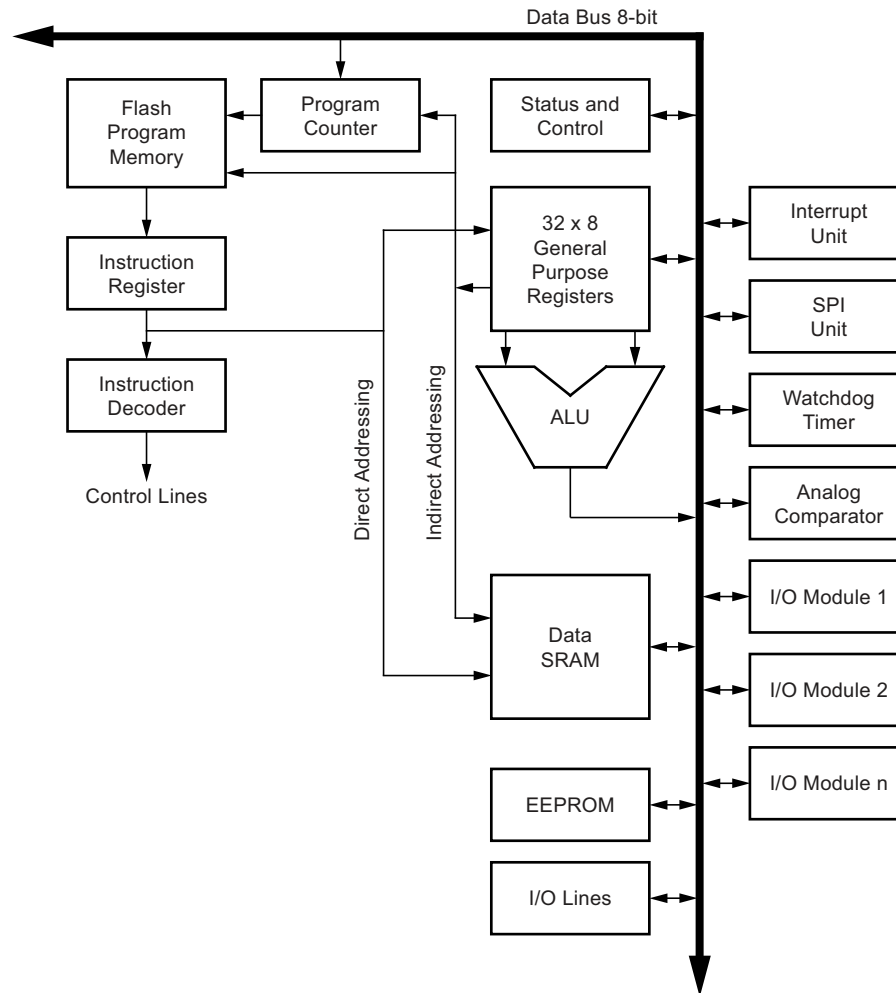 Data Bus 8-bit
Flash
Program
Memory
Program
Counter
Status and
Control
32 x 8
General
Purpose
Registers
Interrupt
Unit
Instruction
Register
SPI
Unit
Instruction
Decoder
Direct Addressing
Indirect Addressing
ALU
Watchdog
Timer
Control Lines
Analog
Comparator
I/O Module 1
Data
SRAM
I/O Module 2
I/O Module n
EEPROM
I/O Lines